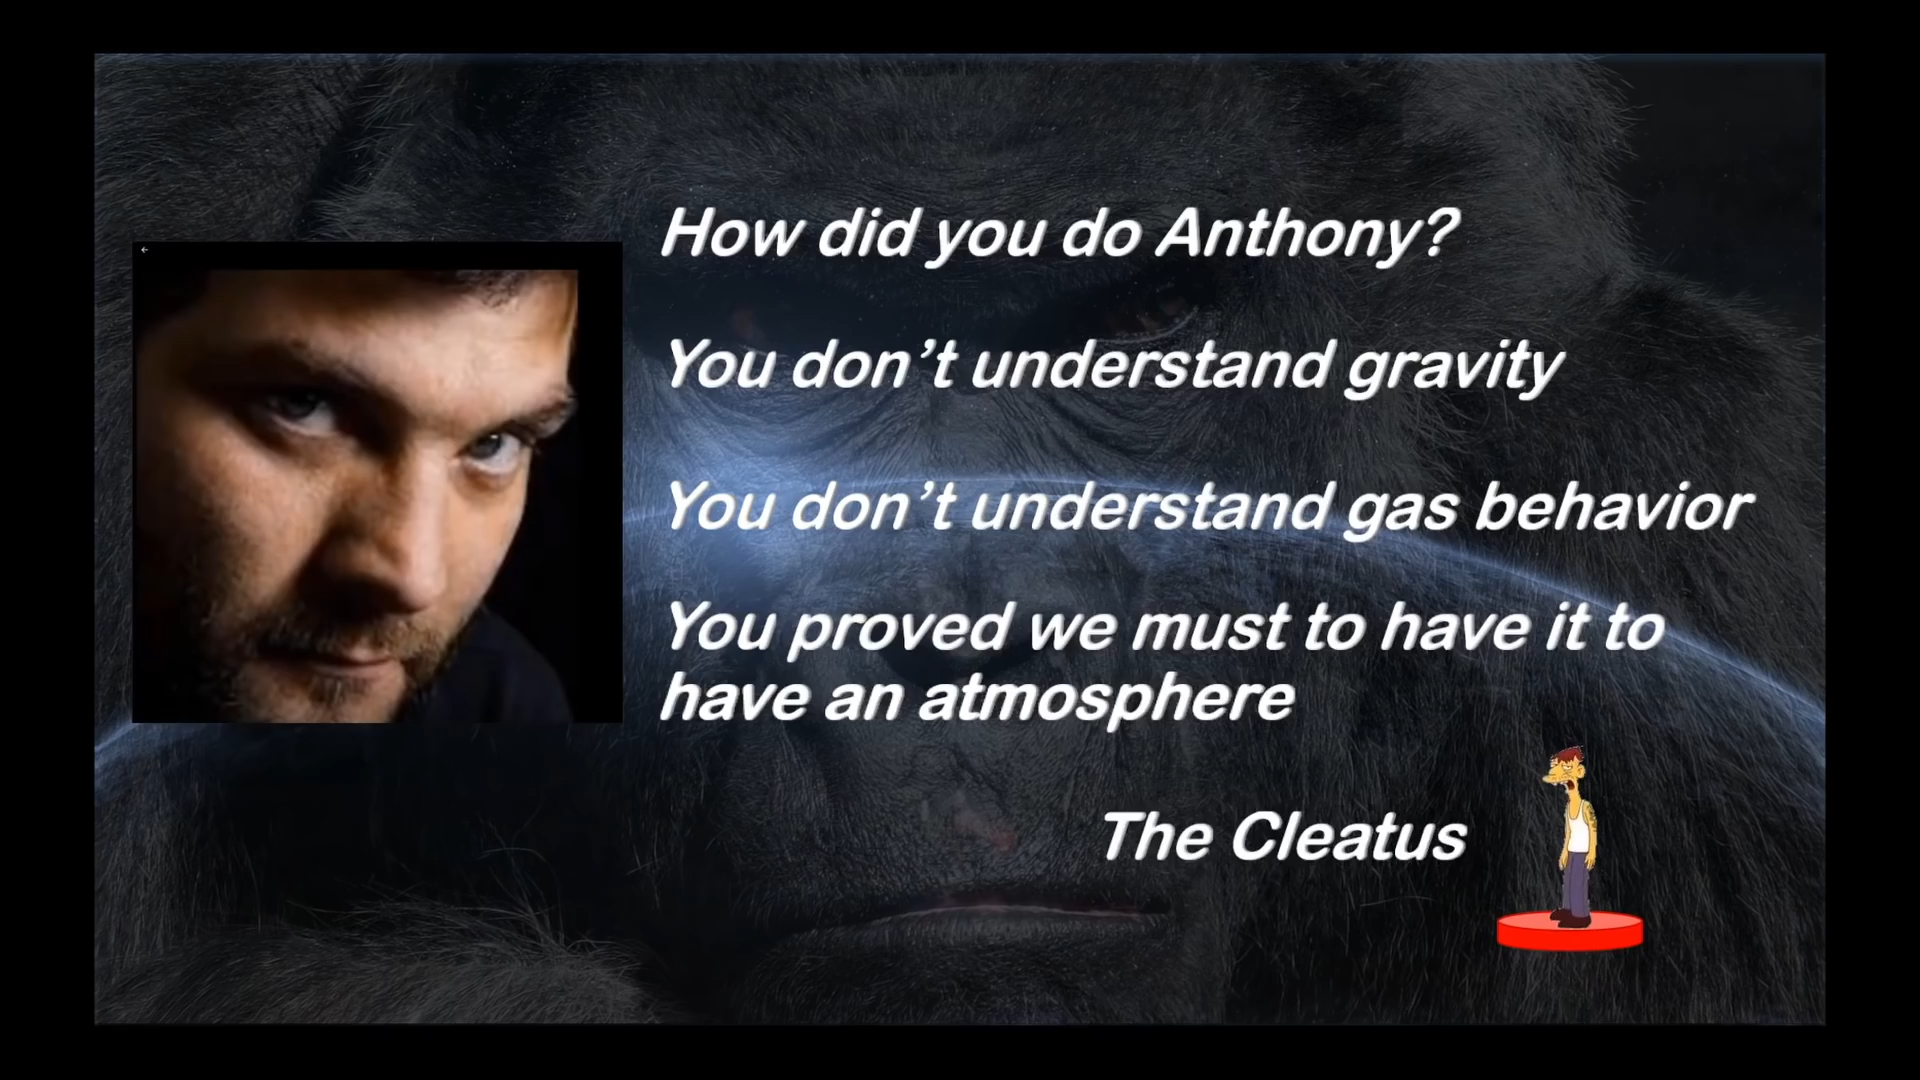 How did you do Anthony?
You don’t understand gravity
You don’t understand gas behavior
You proved we must to have it to
have an atmosphere
The Cleatus